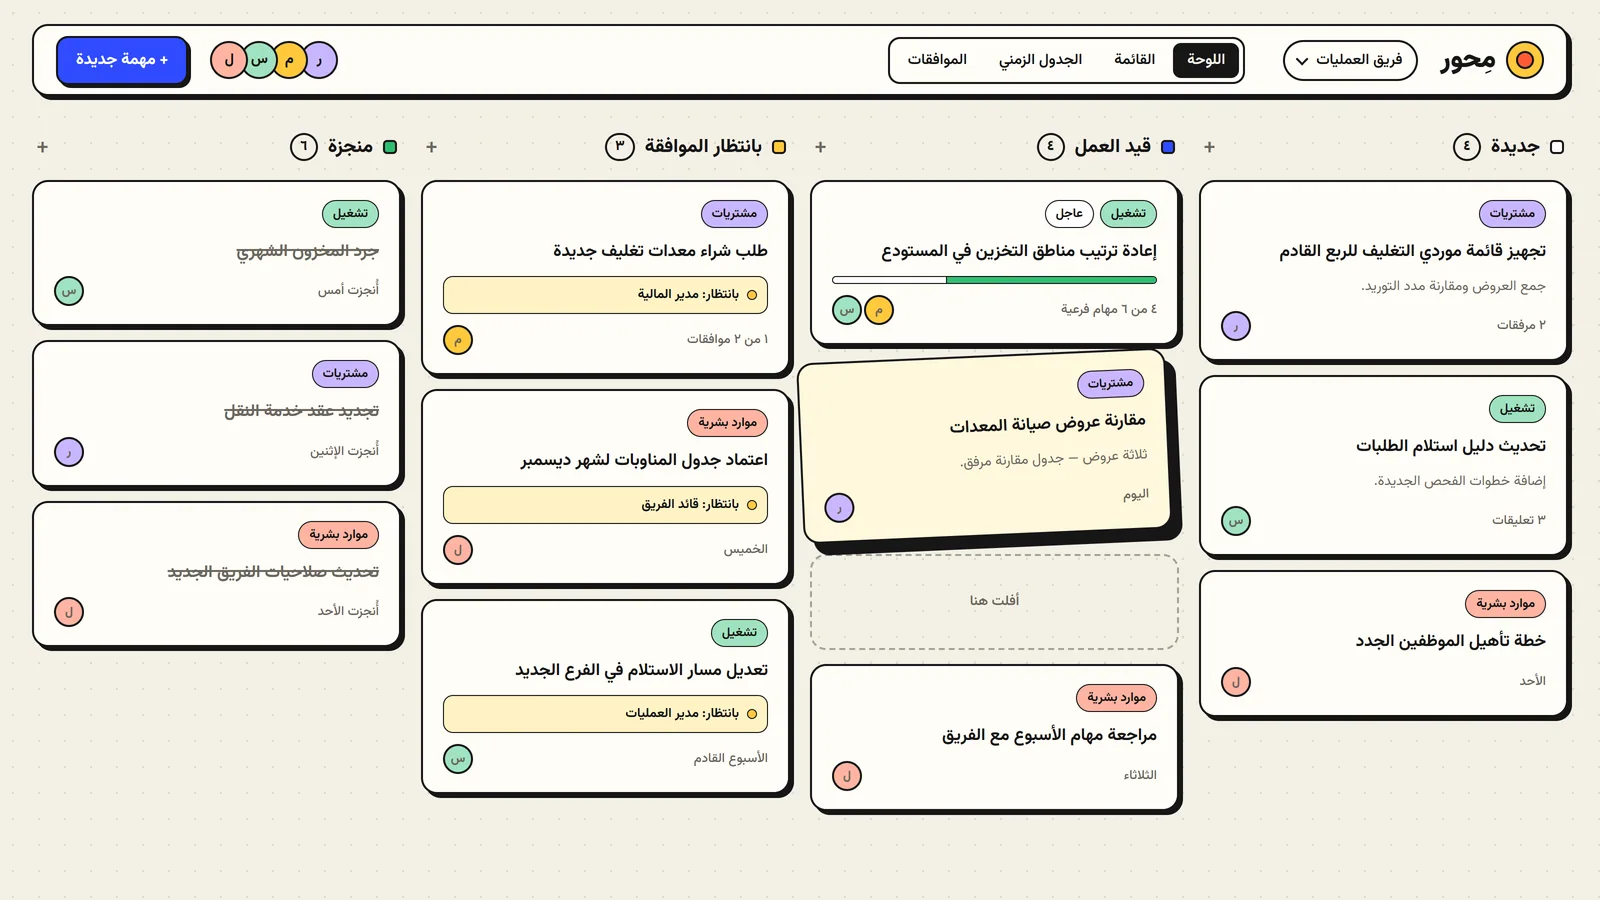 مِحور
فريق العمليات
اللوحة
القائمة
الجدول الزمني
الموافقات
ر
م
س
ل
+ مهمة جديدة
جديدة ٤ +
مشتريات
تجهيز قائمة موردي التغليف للربع القادم
جمع العروض ومقارنة مدد التوريد.
٢ مرفقات
ر
تشغيل
تحديث دليل استلام الطلبات
إضافة خطوات الفحص الجديدة.
٣ تعليقات
س
موارد بشرية
خطة تأهيل الموظفين الجدد
الأحد
ل
قيد العمل ٤ +
تشغيل
عاجل
إعادة ترتيب مناطق التخزين في المستودع
٤ من ٦ مهام فرعية
م
س
مشتريات
مقارنة عروض صيانة المعدات
ثلاثة عروض — جدول مقارنة مرفق.
اليوم
ر
أفلت هنا
موارد بشرية
مراجعة مهام الأسبوع مع الفريق
الثلاثاء
ل
بانتظار الموافقة ٣ +
مشتريات
طلب شراء معدات تغليف جديدة
بانتظار: مدير المالية
١ من ٢ موافقات
م
موارد بشرية
اعتماد جدول المناوبات لشهر ديسمبر
بانتظار: قائد الفريق
الخميس
ل
تشغيل
تعديل مسار الاستلام في الفرع الجديد
بانتظار: مدير العمليات
الأسبوع القادم
س
منجزة ٦ +
تشغيل
جرد المخزون الشهري
أُنجزت أمس
س
مشتريات
تجديد عقد خدمة النقل
أُنجزت الإثنين
ر
موارد بشرية
تحديث صلاحيات الفريق الجديد
أُنجزت الأحد
ل